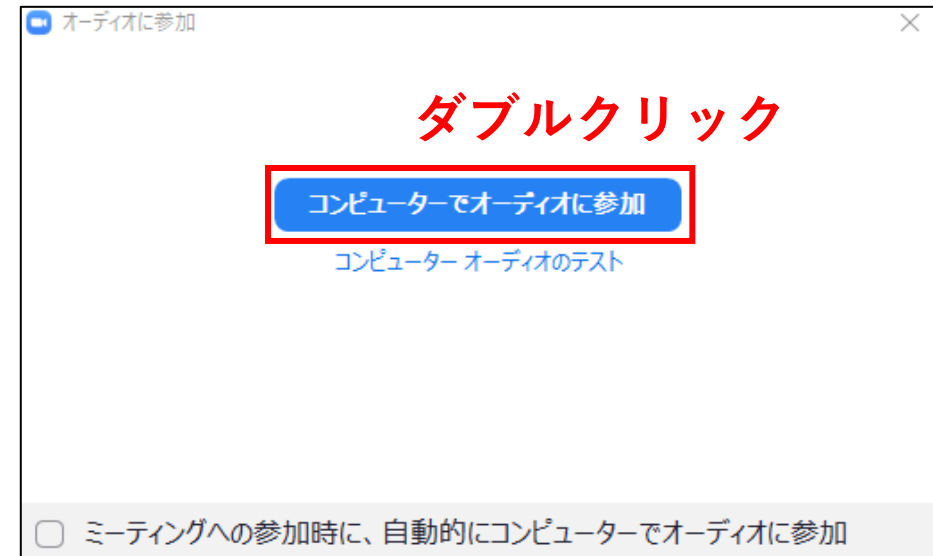 オーディオに参加
ダブルクリック
コンピューターでオーディオに参加
コンピューター オーディオのテスト
ミーティングへの参加時に、自動的にコンピューターでオーディオに参加